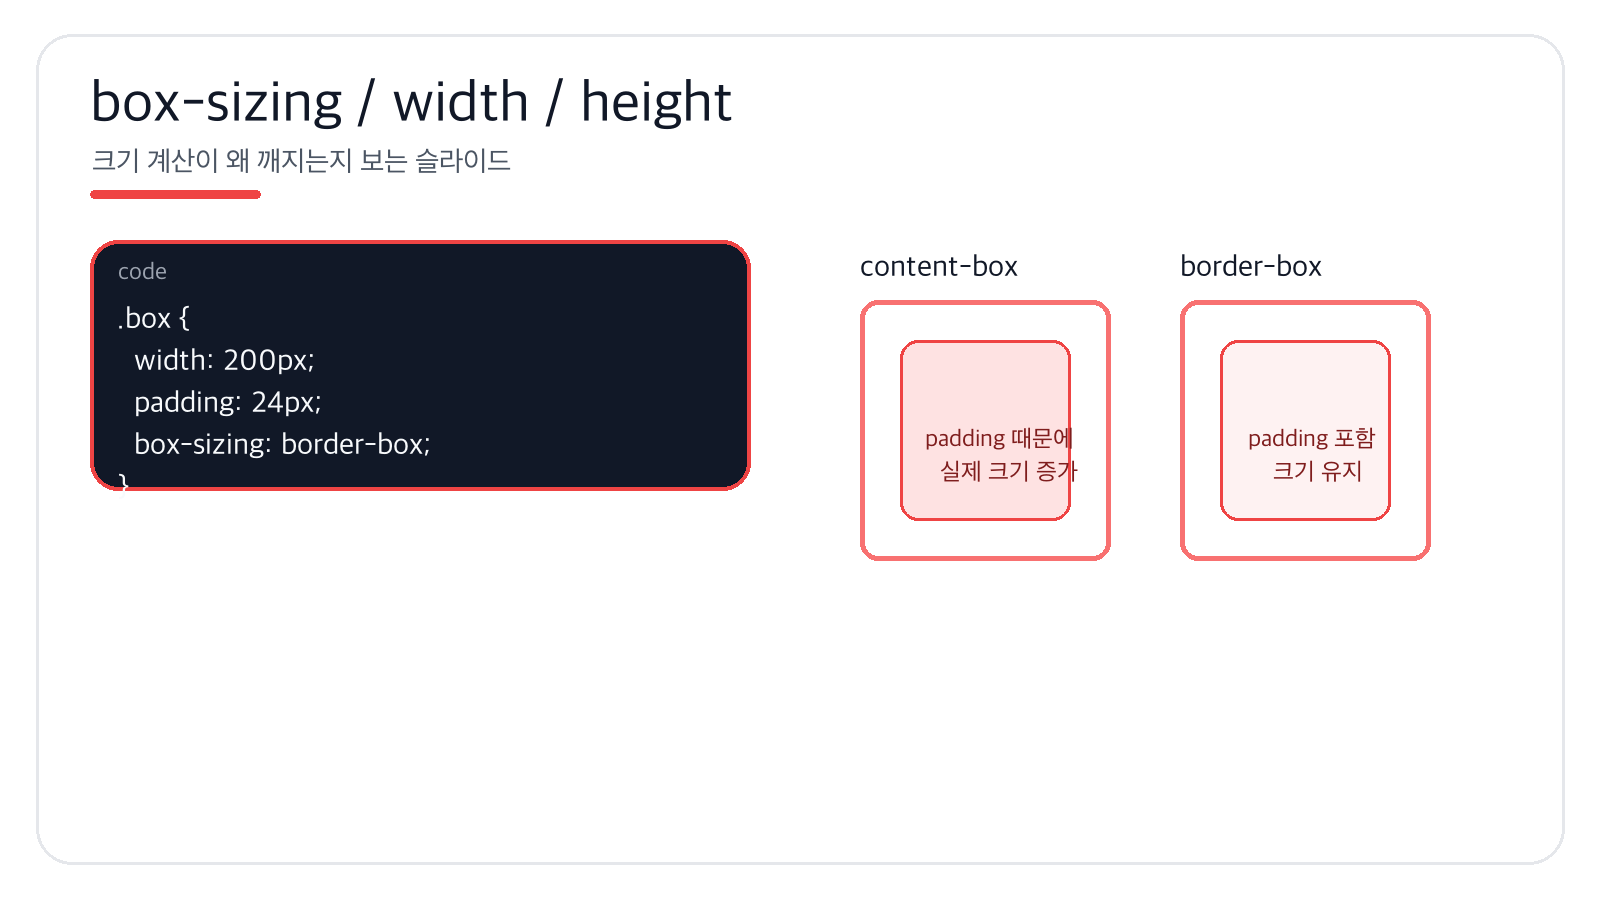 box-sizing / width / height
크기 계산이 왜 깨지는지 보는 슬라이드
code
.box {
width: 200px;
padding: 24px;
box-sizing: border-box;
}
content-box
padding 때문에
실제 크기 증가
border-box
padding 포함
크기 유지